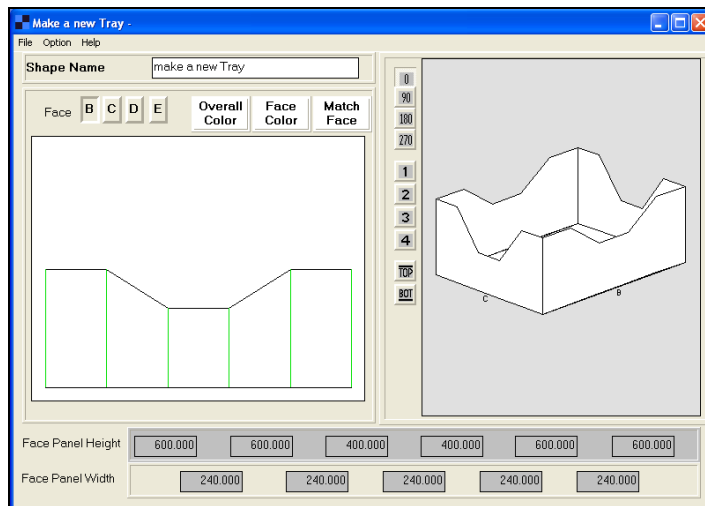 Make a new Tray -
File Option Help
Shape Name make a new Tray
Face B C D E
Overall Color
Face Color
Match Face
0
90
180
270
1
2
3
4
TOP
BOT
C
B
Face Panel Height 600.000 600.000 400.000 400.000 600.000 600.000
Face Panel Width 240.000 240.000 240.000 240.000 240.000